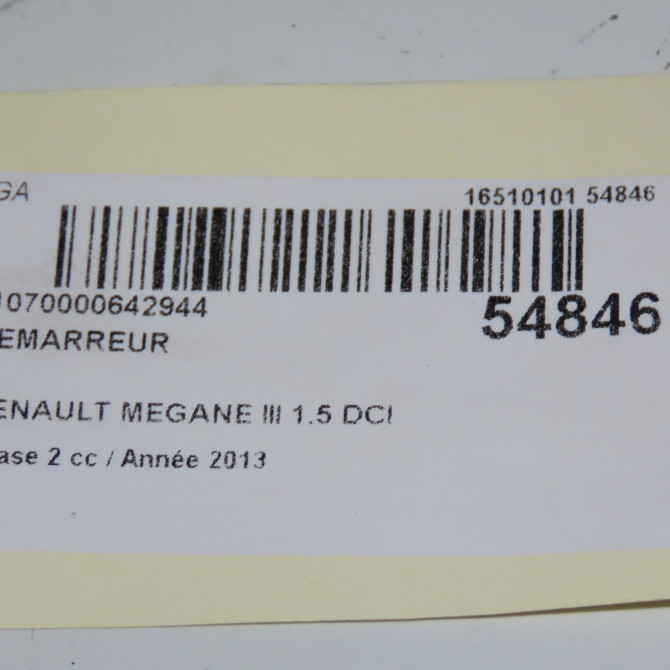 GA 16510101 54846
1070000642944 54846
EMARREUR
ENAULT MEGANE III 1.5 DCI
ase 2 cc / Année 2013